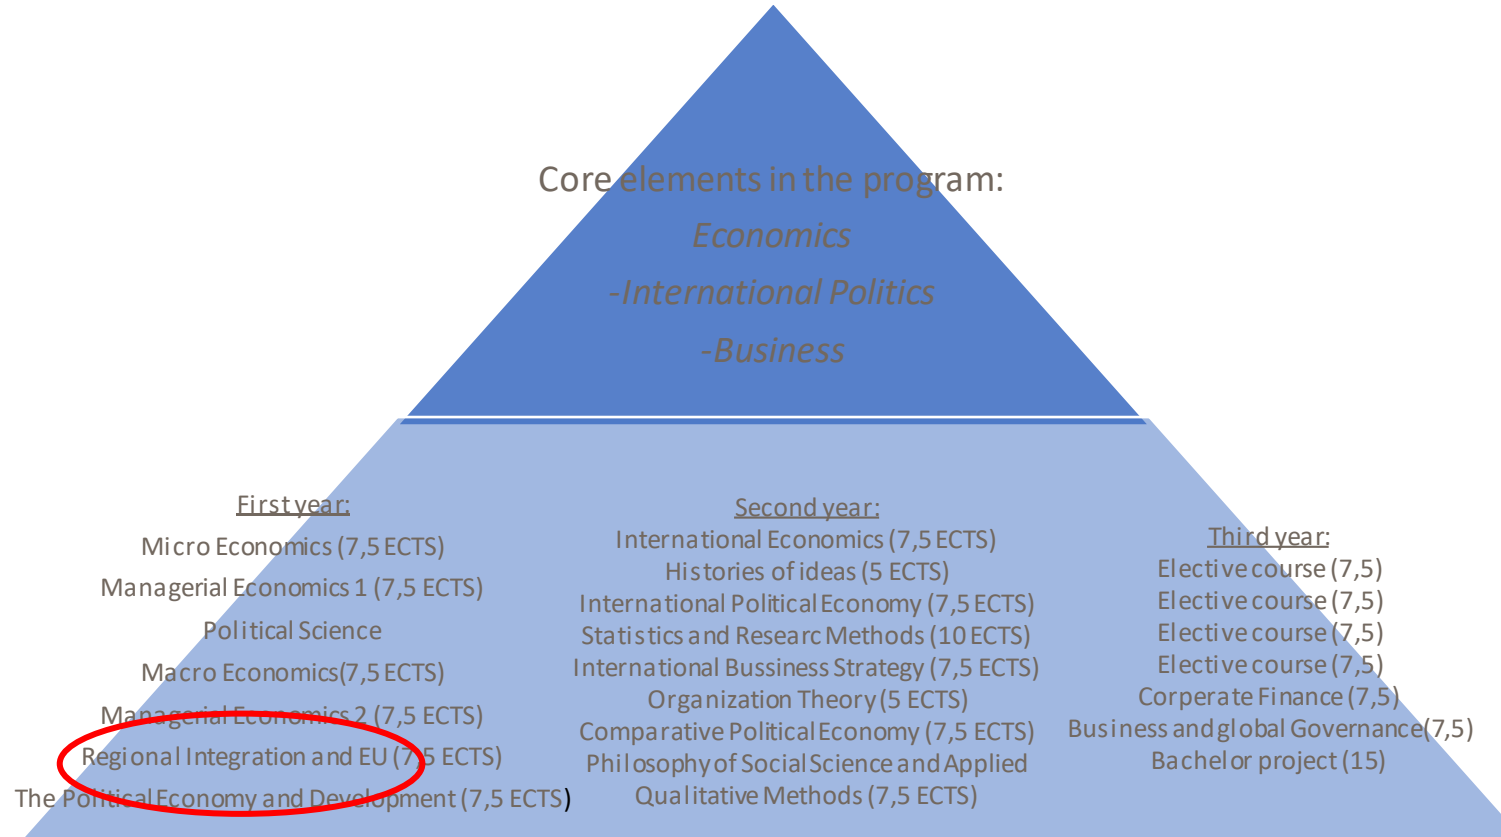 Core elements in the program:
Economics
-International Politics
-Business
First year:
Micro Economics (7,5 ECTS)
Managerial Economics 1 (7,5 ECTS)
Political Science
Macro Economics(7,5 ECTS)
Managerial Economics 2 (7,5 ECTS)
Regional Integration and EU (7,5 ECTS)
The Political Economy and Development (7,5 ECTS)
Second year:
International Economics (7,5 ECTS)
Histories of ideas (5 ECTS)
International Political Economy (7,5 ECTS)
Statistics and Researc Methods (10 ECTS)
International Bussiness Strategy (7,5 ECTS)
Organization Theory (5 ECTS)
Comparative Political Economy (7,5 ECTS)
Philosophy of Social Science and Applied
Qualitative Methods (7,5 ECTS)
Third year:
Elective course (7,5)
Elective course (7,5)
Elective course (7,5)
Elective course (7,5)
Corperate Finance (7,5)
Business and global Governance(7,5)
Bachelor project (15)